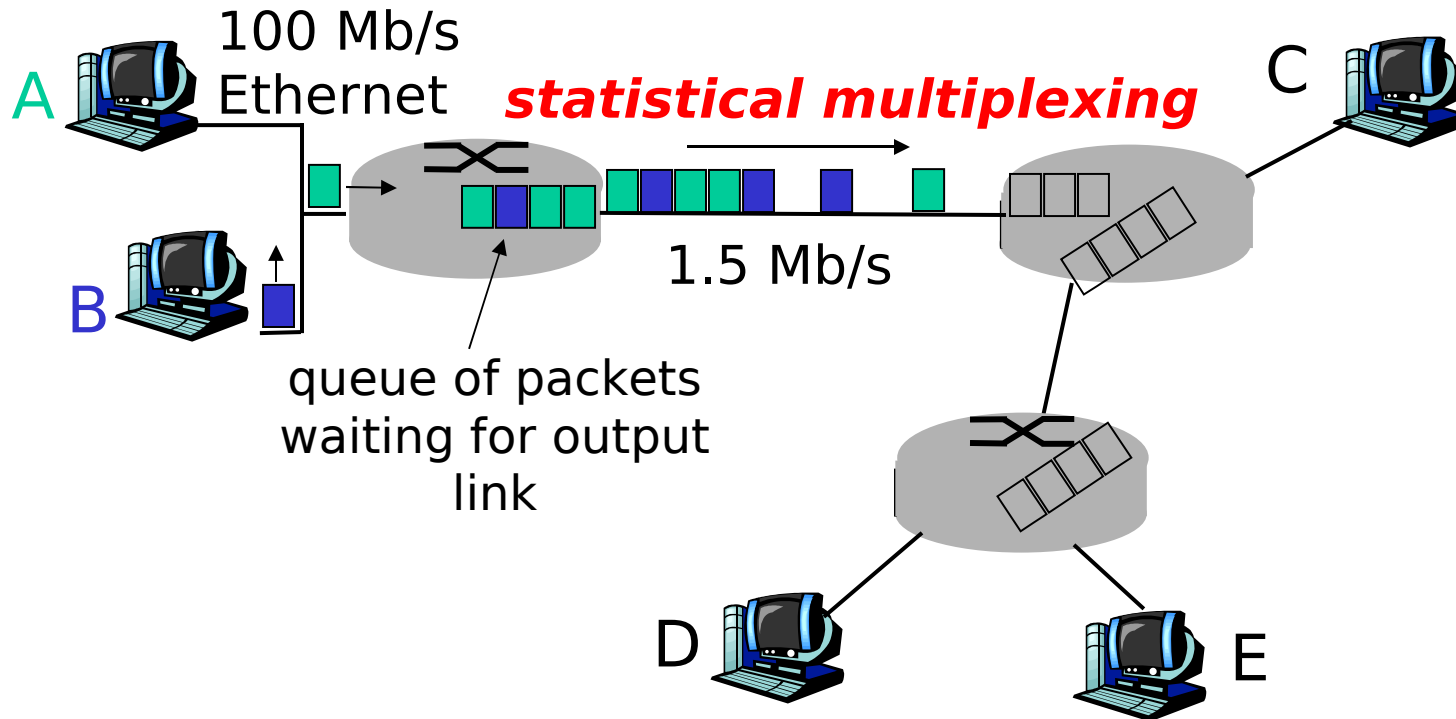 100 Mb/s
Ethernet
A
statistical multiplexing
C
B
1.5 Mb/s
queue of packets
waiting for output
link
D
E